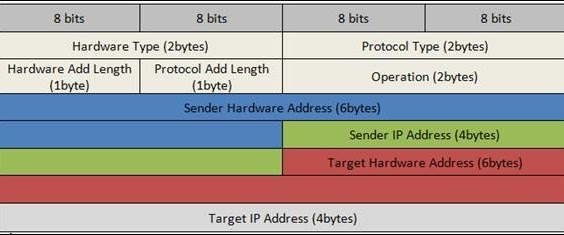 8 bits 8 bits 8 bits 8 bits
Hardware Type (2bytes) Protocol Type (2bytes)
Hardware Add Length (1byte) Protocol Add Length (1byte) Operation (2bytes)
Sender Hardware Address (6bytes)
Sender IP Address (4bytes)
Target Hardware Address (6bytes)
Target IP Address (4bytes)